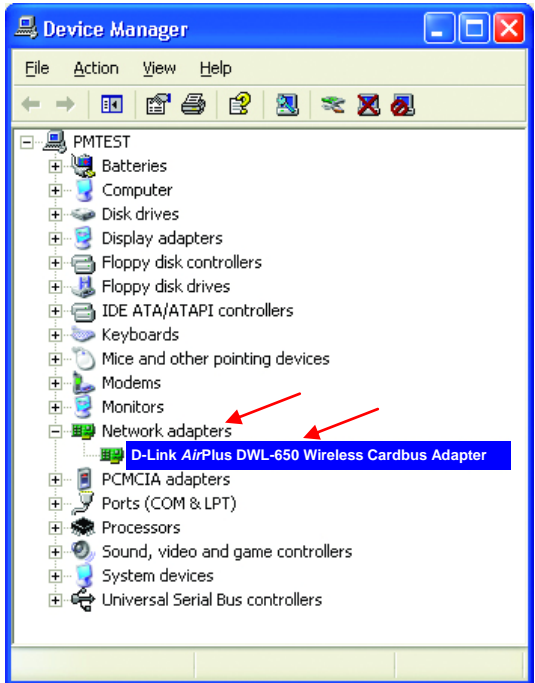 Device Manager
File Action View Help
PMTEST
Batteries
Computer
Disk drives
Display adapters
Floppy disk controllers
Floppy disk drives
IDE ATA/ATAPI controllers
Keyboards
Mice and other pointing devices
Modems
Monitors
Network adapters
D-Link AirPlus DWL-650 Wireless Cardbus Adapter
PCMCIA adapters
Ports (COM & LPT)
Processors
Sound, video and game controllers
System devices
Universal Serial Bus controllers